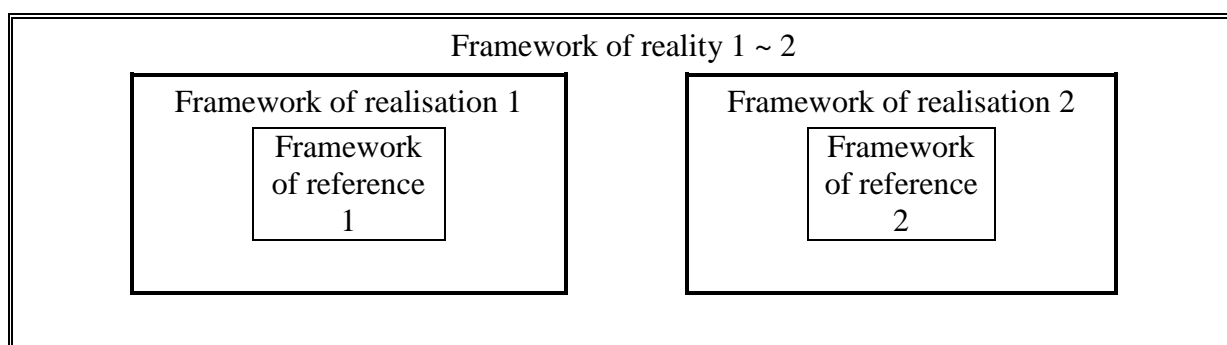 Framework of reality 1 ~ 2
Framework of realisation 1
Framework
of reference
1
Framework of realisation 2
Framework
of reference
2